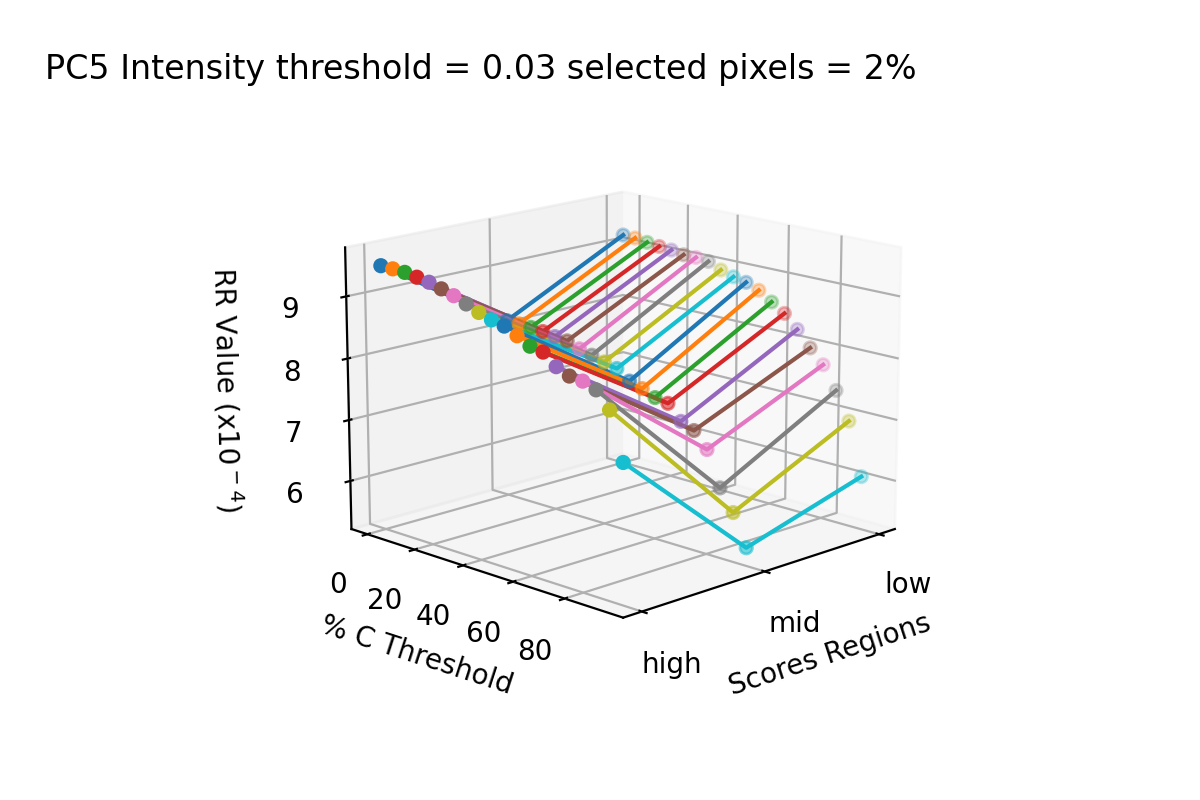 PC5 Intensity threshold = 0.03 selected pixels = 2%
RR Value (x10⁻⁴)
9
8
7
6
0
20
40
60
80
% C Threshold
high
mid
low
Scores Regions